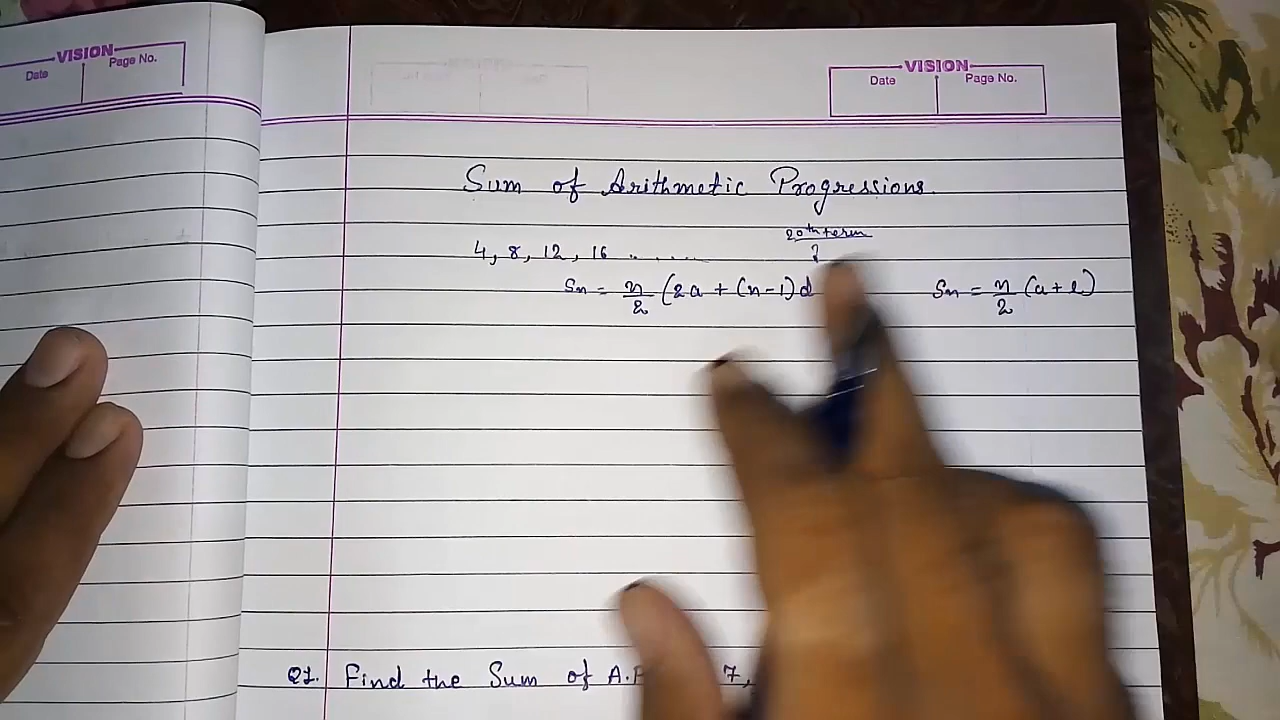 VISION
Date Page No.
VISION
Date Page No.
Sum of Arithmetic Progressions
20th term
4, 8, 12, 16 .......... ?
Sn = n/2 (2a + (n-1)d Sn = n/2 (a+l)
Q1. Find the Sum of A.P 7,